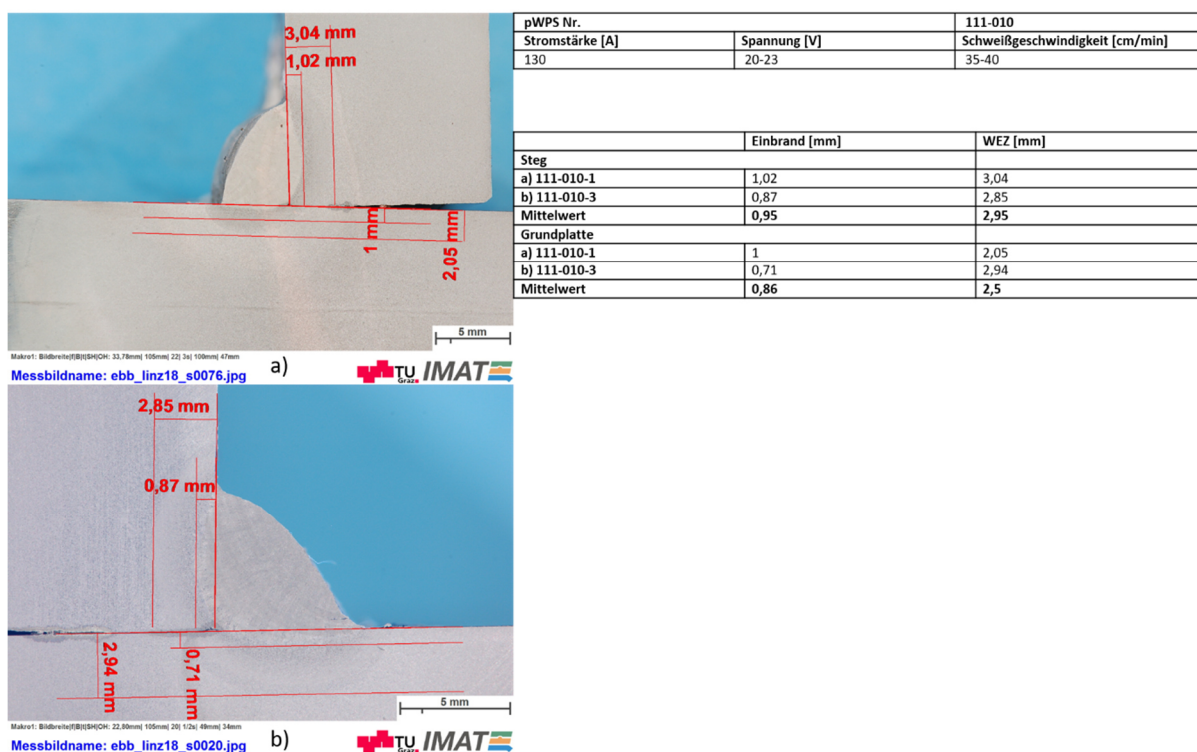 3,04 mm
1,02 mm
1 mm
2,05 mm
5 mm
Makro1: Bildbreite|f|B|t|SH|OH: 33,78mm| 105mm| 22| 3s| 100mm| 47mm
Messbildname: ebb_linz18_s0076.jpg
a)
TU Graz IMAT
2,85 mm
0,87 mm
2,94 mm
0,71 mm
5 mm
Makro1: Bildbreite|f|B|t|SH|OH: 22,80mm| 105mm| 20| 1/2s| 49mm| 34mm
Messbildname: ebb_linz18_s0020.jpg
b)
TU Graz IMAT
pWPS Nr. 111-010
Stromstärke [A] Spannung [V] Schweißgeschwindigkeit [cm/min]
130 20-23 35-40
Einbrand [mm] WEZ [mm]
Steg
a) 111-010-1 1,02 3,04
b) 111-010-3 0,87 2,85
Mittelwert 0,95 2,95
Grundplatte
a) 111-010-1 1 2,05
b) 111-010-3 0,71 2,94
Mittelwert 0,86 2,5